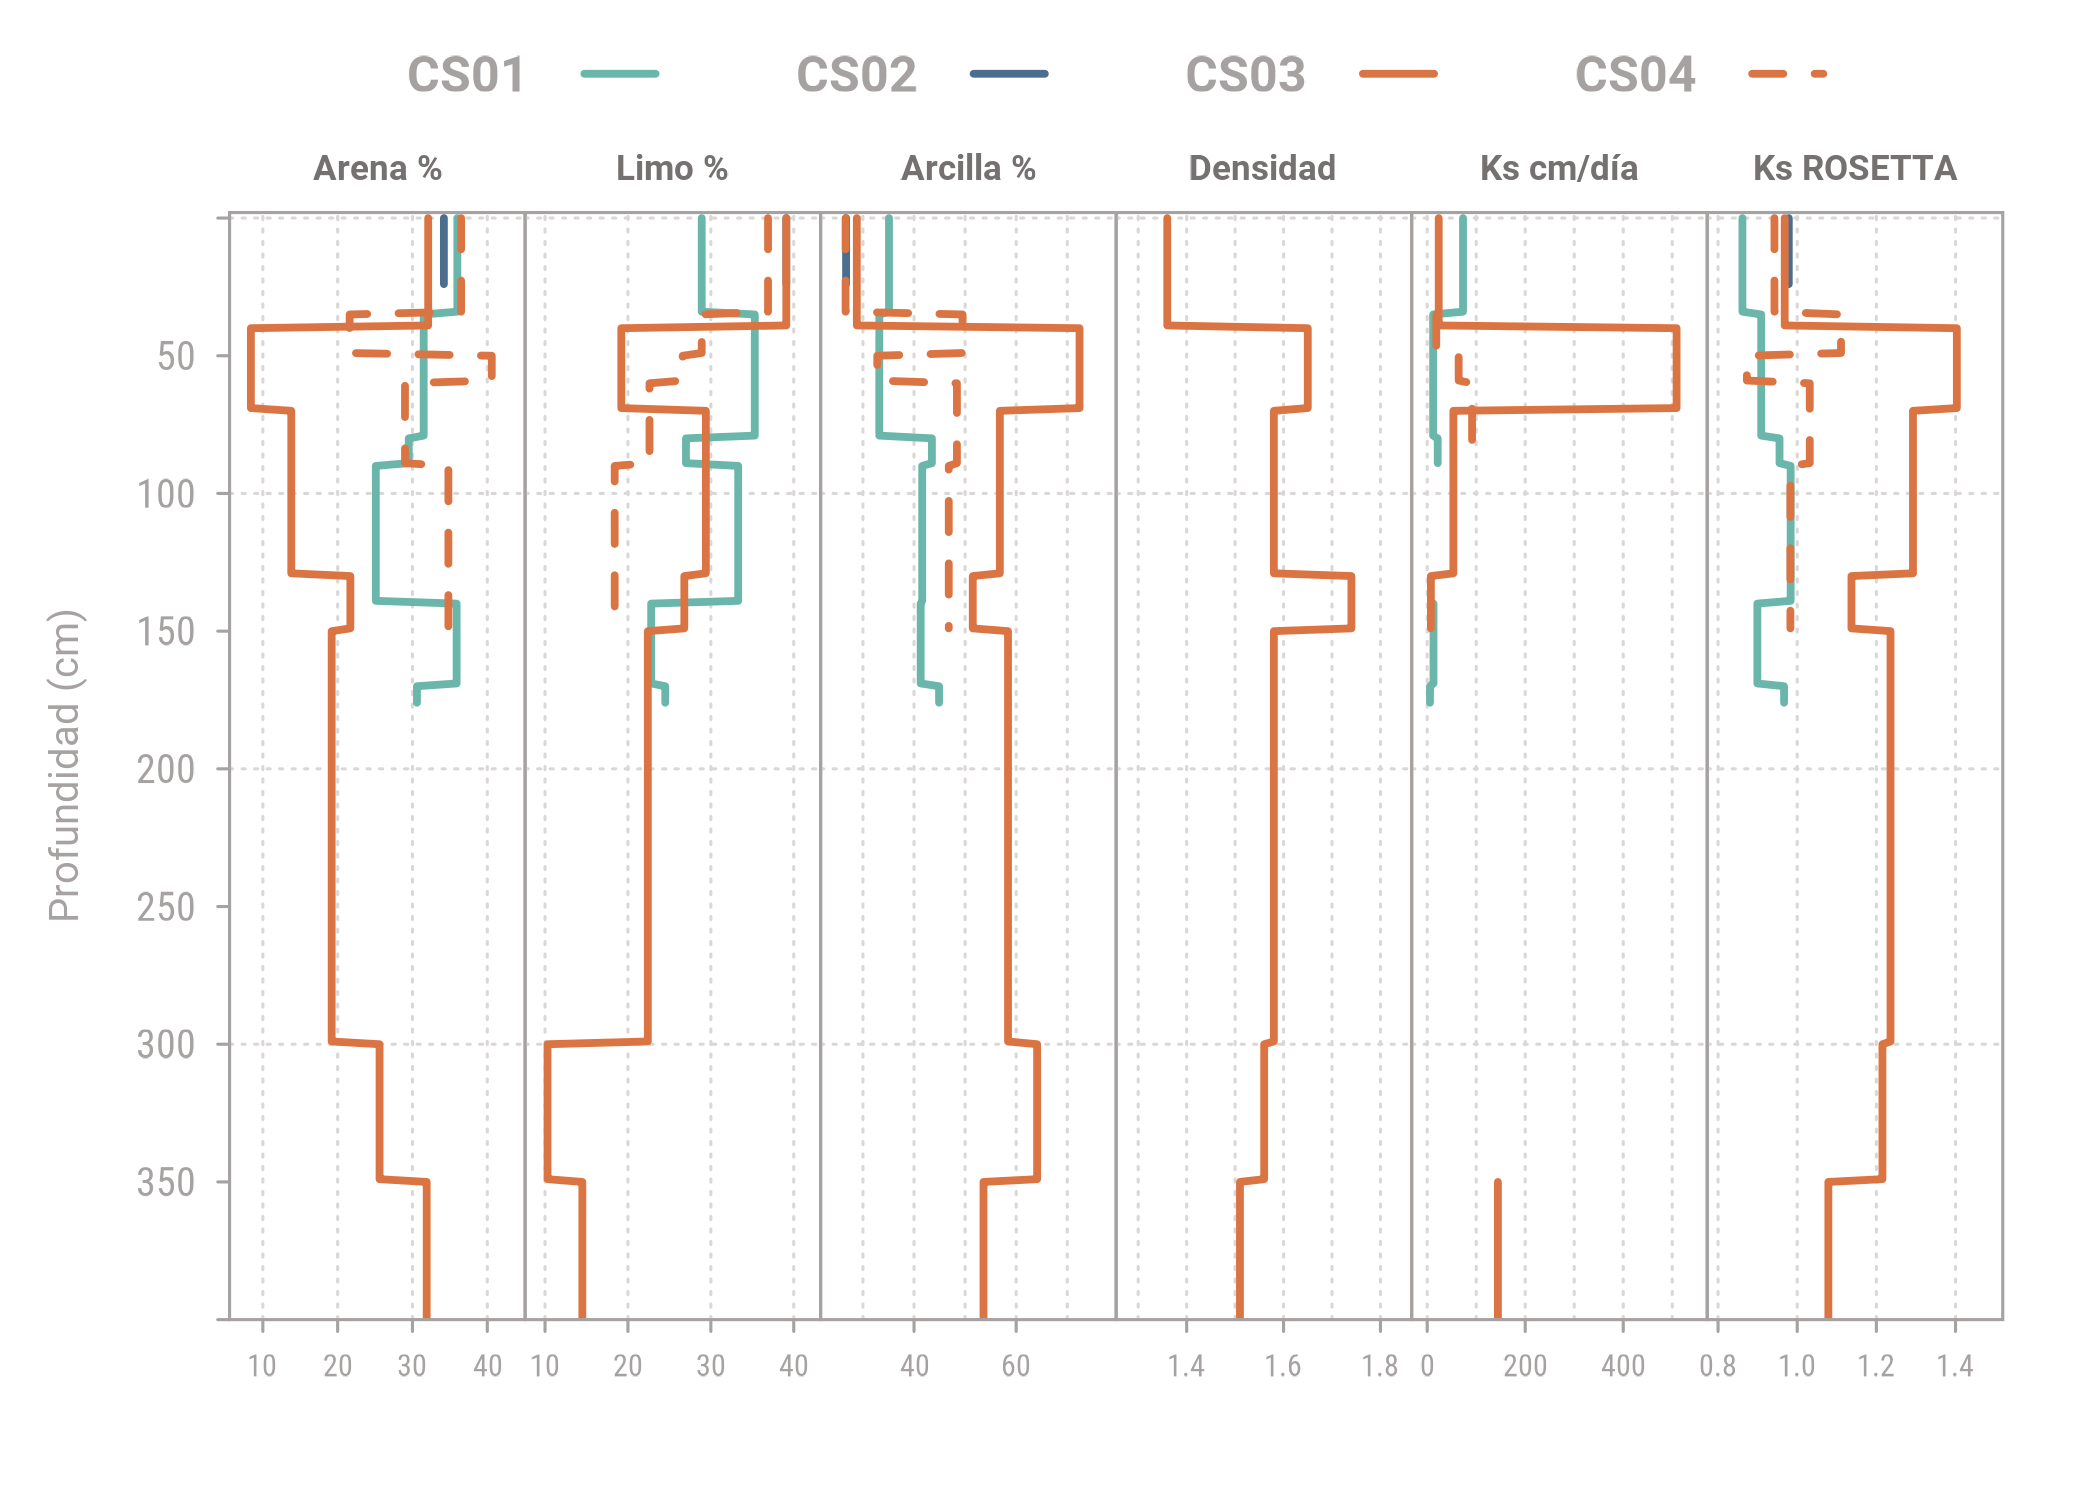 CS01 CS02 CS03 CS04
Arena % Limo % Arcilla % Densidad Ks cm/día Ks ROSETTA
Profundidad (cm)
50
100
150
200
250
300
350
10 20 30 40 10 20 30 40 40 60 1.4 1.6 1.8 0 200 400 0.8 1.0 1.2 1.4